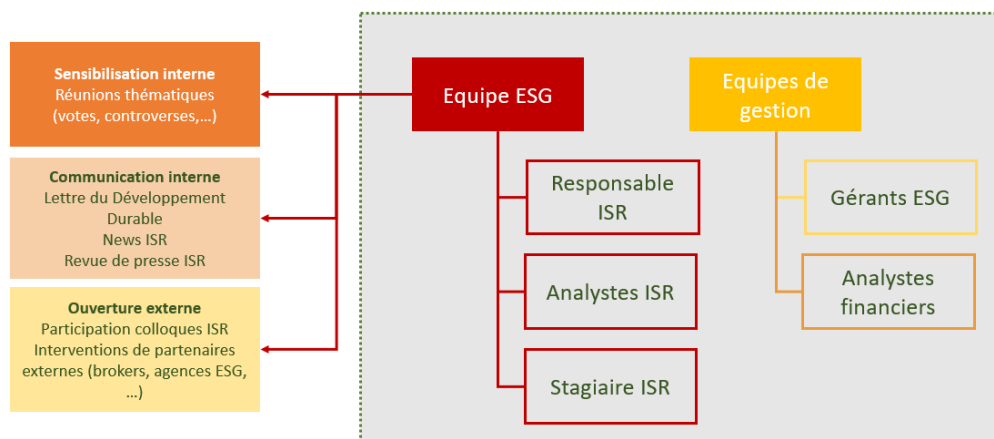 Sensibilisation interne
Réunions thématiques
(votes, controverses,…)
Communication interne
Lettre du Développement
Durable
News ISR
Revue de presse ISR
Ouverture externe
Participation colloques ISR
Interventions de partenaires
externes (brokers, agences ESG,
…)
Equipe ESG
Responsable
ISR
Analystes ISR
Stagiaire ISR
Equipes de
gestion
Gérants ESG
Analystes
financiers